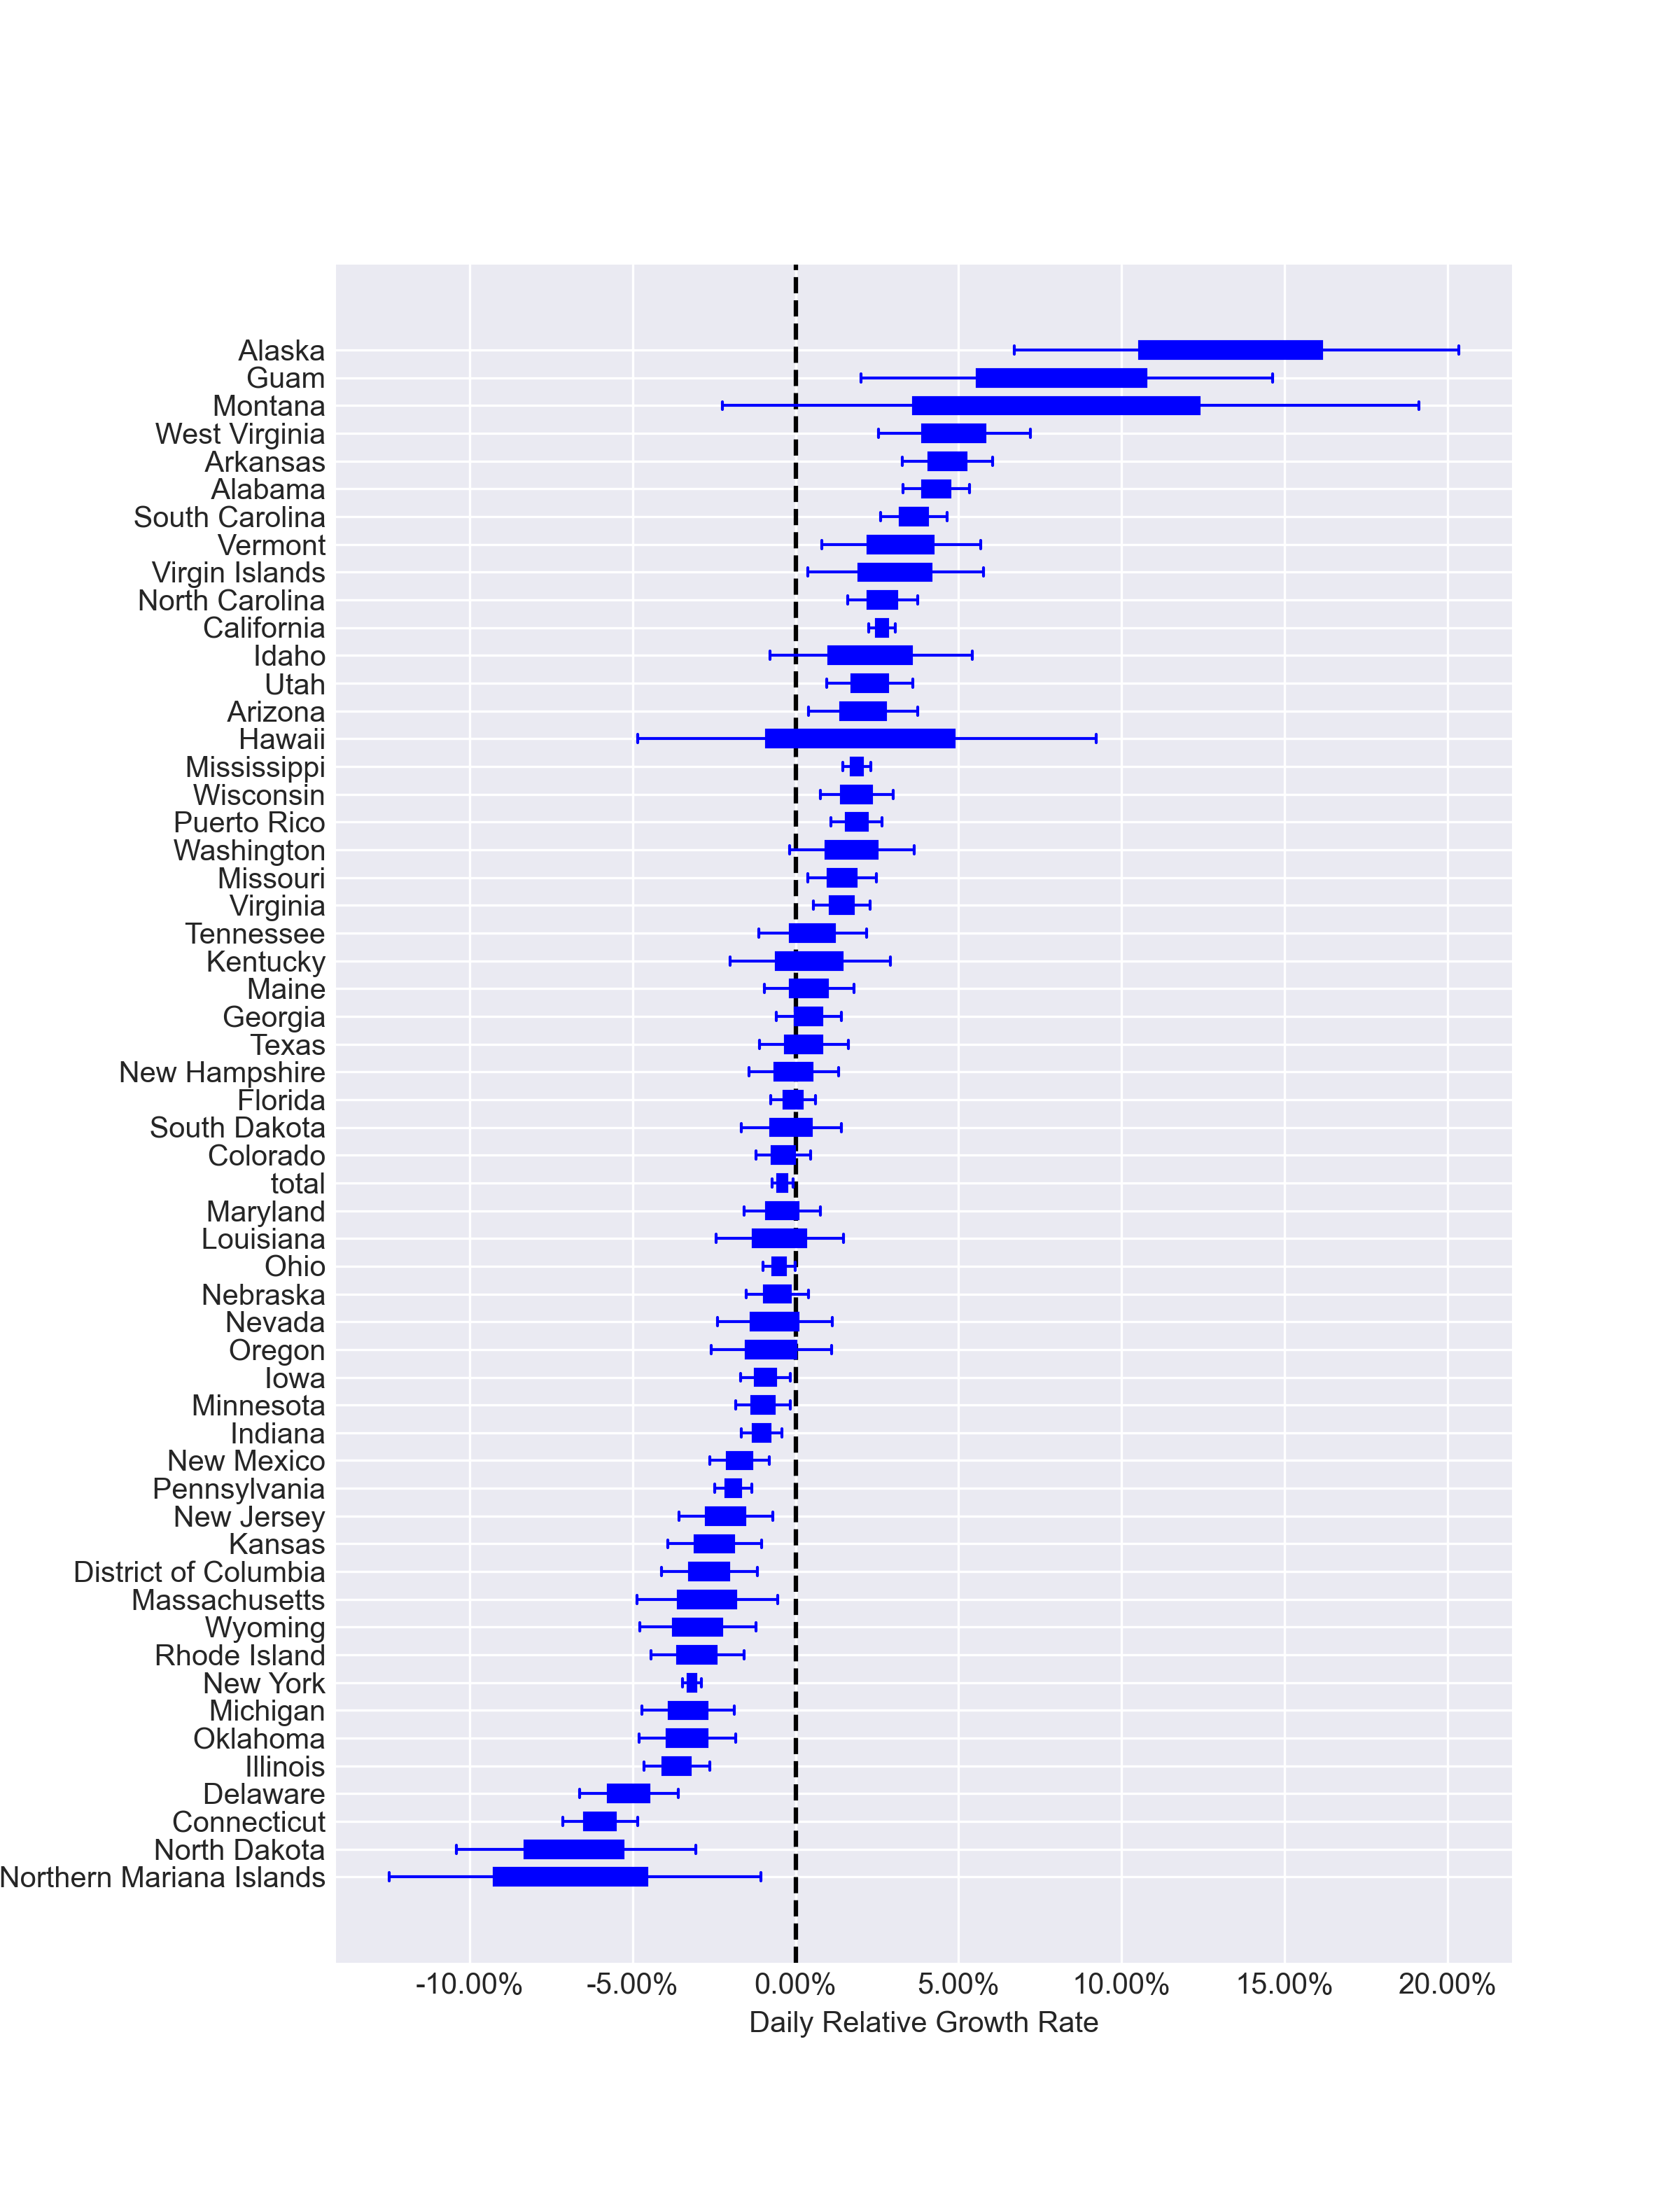 Alaska
Guam
Montana
West Virginia
Arkansas
Alabama
South Carolina
Vermont
Virgin Islands
North Carolina
California
Idaho
Utah
Arizona
Hawaii
Mississippi
Wisconsin
Puerto Rico
Washington
Missouri
Virginia
Tennessee
Kentucky
Maine
Georgia
Texas
New Hampshire
Florida
South Dakota
Colorado
total
Maryland
Louisiana
Ohio
Nebraska
Nevada
Oregon
Iowa
Minnesota
Indiana
New Mexico
Pennsylvania
New Jersey
Kansas
District of Columbia
Massachusetts
Wyoming
Rhode Island
New York
Michigan
Oklahoma
Illinois
Delaware
Connecticut
North Dakota
Northern Mariana Islands
-10.00% -5.00% 0.00% 5.00% 10.00% 15.00% 20.00%
Daily Relative Growth Rate